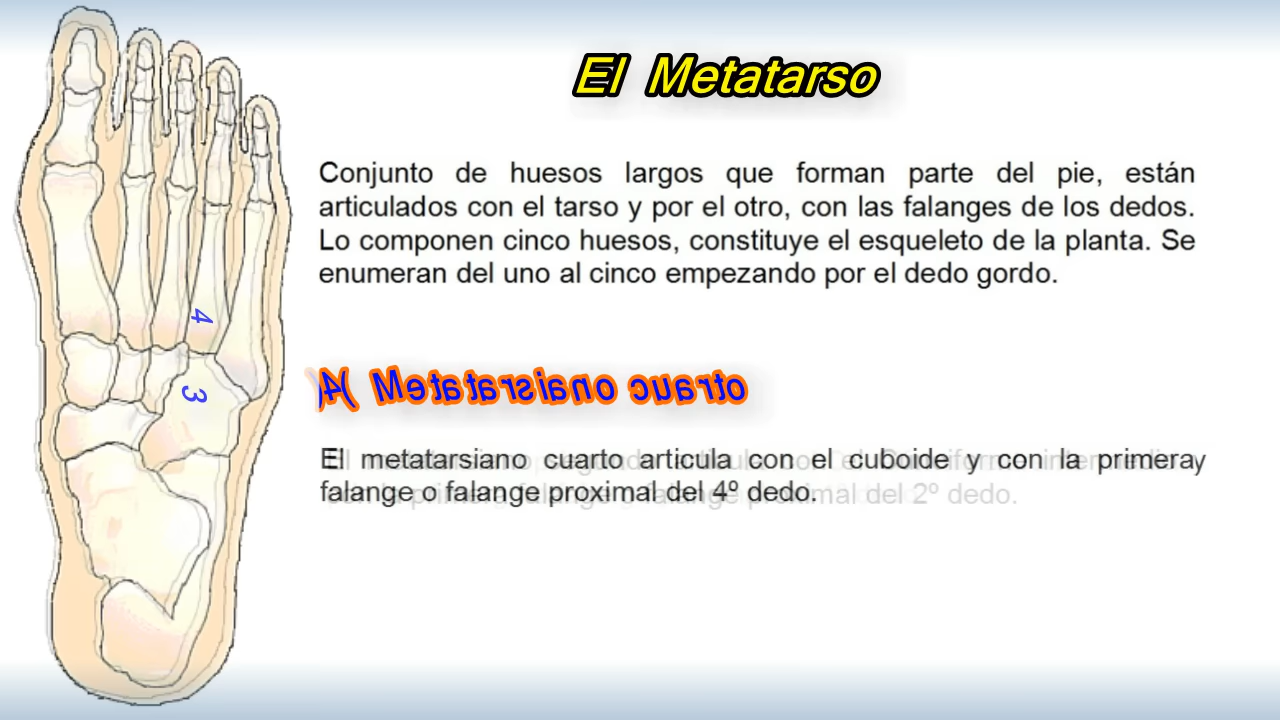 El Metatarso
Conjunto de huesos largos que forman parte del pie, están
articulados con el tarso y por el otro, con las falanges de los dedos.
Lo componen cinco huesos, constituye el esqueleto de la planta. Se
enumeran del uno al cinco empezando por el dedo gordo.
4
3
(4) Metatarsiano cuarto
El metatarsiano cuarto articula con el cuboide y con la primera
falange o falange proximal del 4º dedo.